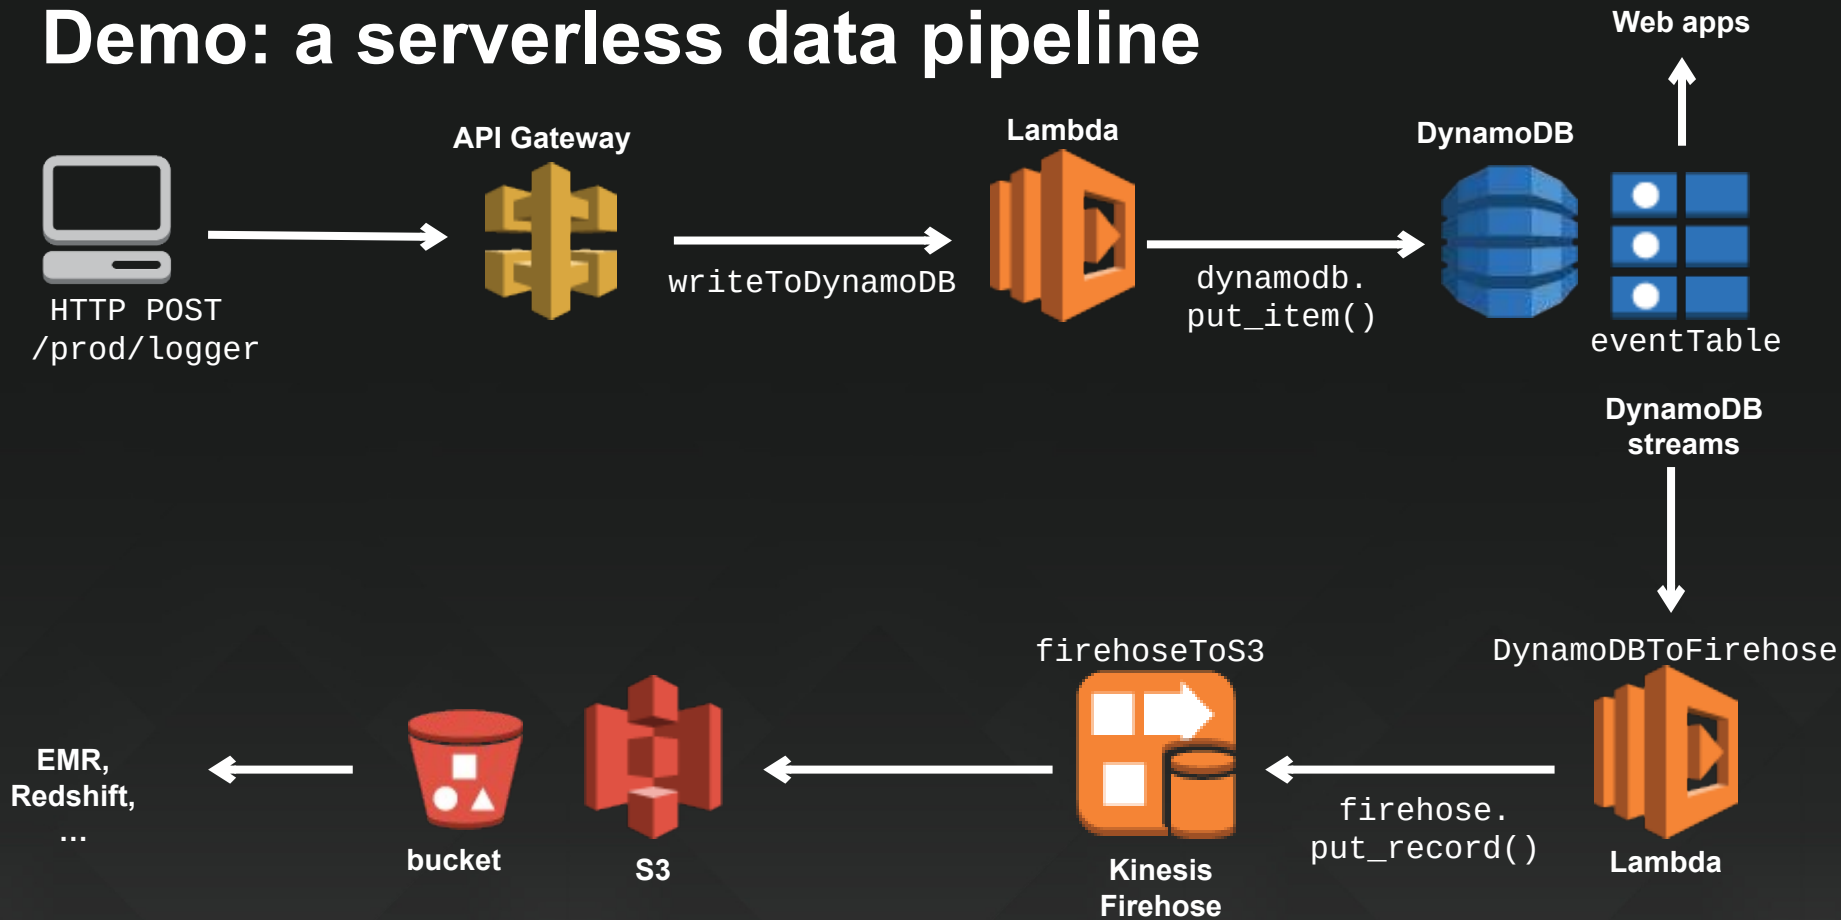 Demo: a serverless data pipeline
Web apps
API Gateway
Lambda
DynamoDB
HTTP POST
/prod/logger
writeToDynamoDB
dynamodb.
put_item()
eventTable
DynamoDB
streams
DynamoDBToFirehose
Lambda
firehose.
put_record()
firehoseToS3
Kinesis
Firehose
S3
bucket
EMR,
Redshift,
…